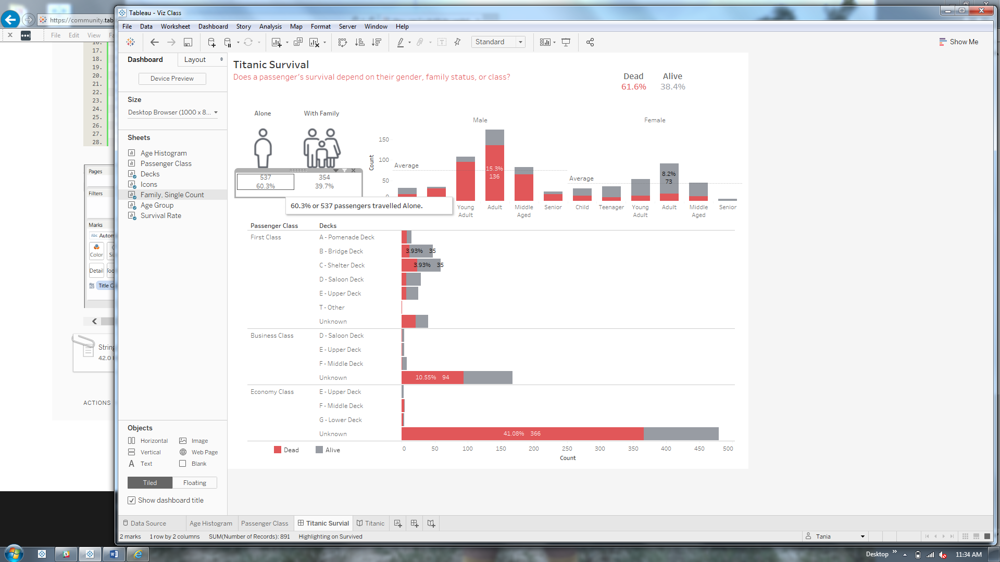 Tableau - Viz Class
https://community.tab
File Data Worksheet Dashboard Story Analysis Map Format Server Window Help
File Edit View Fa
Standard
Show Me
16.
17.
18.
19.
20.
21.
22.
23.
24.
25.
26.
27.
28.
Pages
Filters
Marks
Abc Autom
Color
Detail
Title C
String
42.0
ACTIONS
Dashboard Layout
Device Preview
Size
Desktop Browser (1000 x 8...
Sheets
Age Histogram
Passenger Class
Decks
Icons
Family, Single Count
Age Group
Survival Rate
Objects
Horizontal Image
Vertical Web Page
Text Blank
Tiled Floating
Show dashboard title
Titanic Survival
Does a passenger's survival depend on their gender, family status, or class?
Dead Alive
61.6% 38.4%
Alone With Family
537 354
60.3% 39.7%
60.3% or 537 passengers travelled Alone.
Male Female
Count
150
100
50
Average
Average
15.3%
136
8.2%
73
Young Adult Adult Middle Aged Senior Child Teenager Young Adult Adult Middle Aged Senior
Passenger Class Decks
First Class A - Pomenade Deck
B - Bridge Deck 3.93% 35
C - Shelter Deck 3.93% 35
D - Saloon Deck
E - Upper Deck
T - Other
Unknown
Business Class D - Saloon Deck
E - Upper Deck
F - Middle Deck
Unknown 10.55% 94
Economy Class E - Upper Deck
F - Middle Deck
G - Lower Deck
Unknown 41.08% 366
Dead Alive
0 50 100 150 200 250 300 350 400 450 500
Count
Data Source Age Histogram Passenger Class Titanic Survial Titanic
2 marks 1 row by 2 columns SUM(Number of Records): 891 Highlighting on Survived
Tania
Desktop 11:34 AM